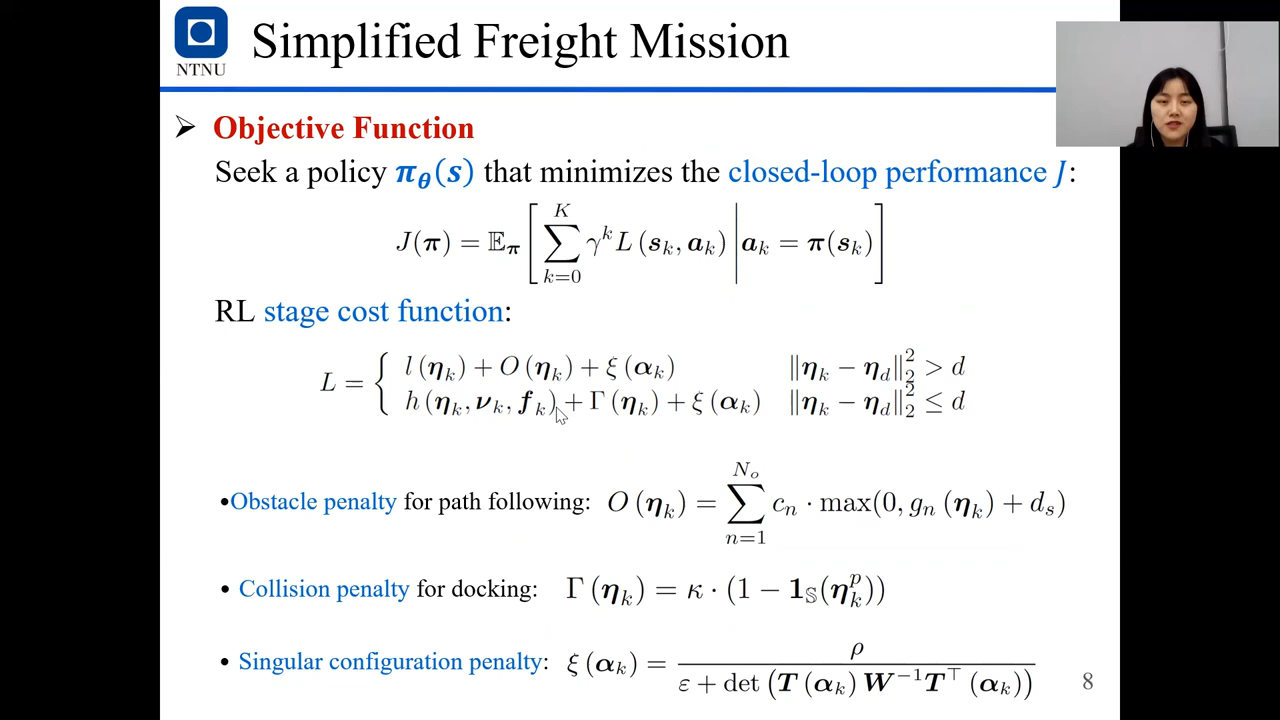 NTNU
Simplified Freight Mission
➢ Objective Function
Seek a policy π_θ(s) that minimizes the closed-loop performance J:
J(π) = 𝔼_π [ ∑_{k=0}^{K} γ^k L(s_k, a_k) | a_k = π(s_k) ]
RL stage cost function:
L = { l(η_k) + O(η_k) + ξ(α_k)   ‖η_k − η_d‖_2^2 > d
h(η_k, ν_k, f_k) + Γ(η_k) + ξ(α_k)   ‖η_k − η_d‖_2^2 ≤ d
•Obstacle penalty for path following: O(η_k) = ∑_{n=1}^{N_o} c_n · max(0, g_n(η_k) + d_s)
• Collision penalty for docking: Γ(η_k) = κ · (1 − 1_𝕊(η_k^p))
• Singular configuration penalty: ξ(α_k) = ρ / (ε + det(T(α_k) W^{−1} T^⊤(α_k)))
8